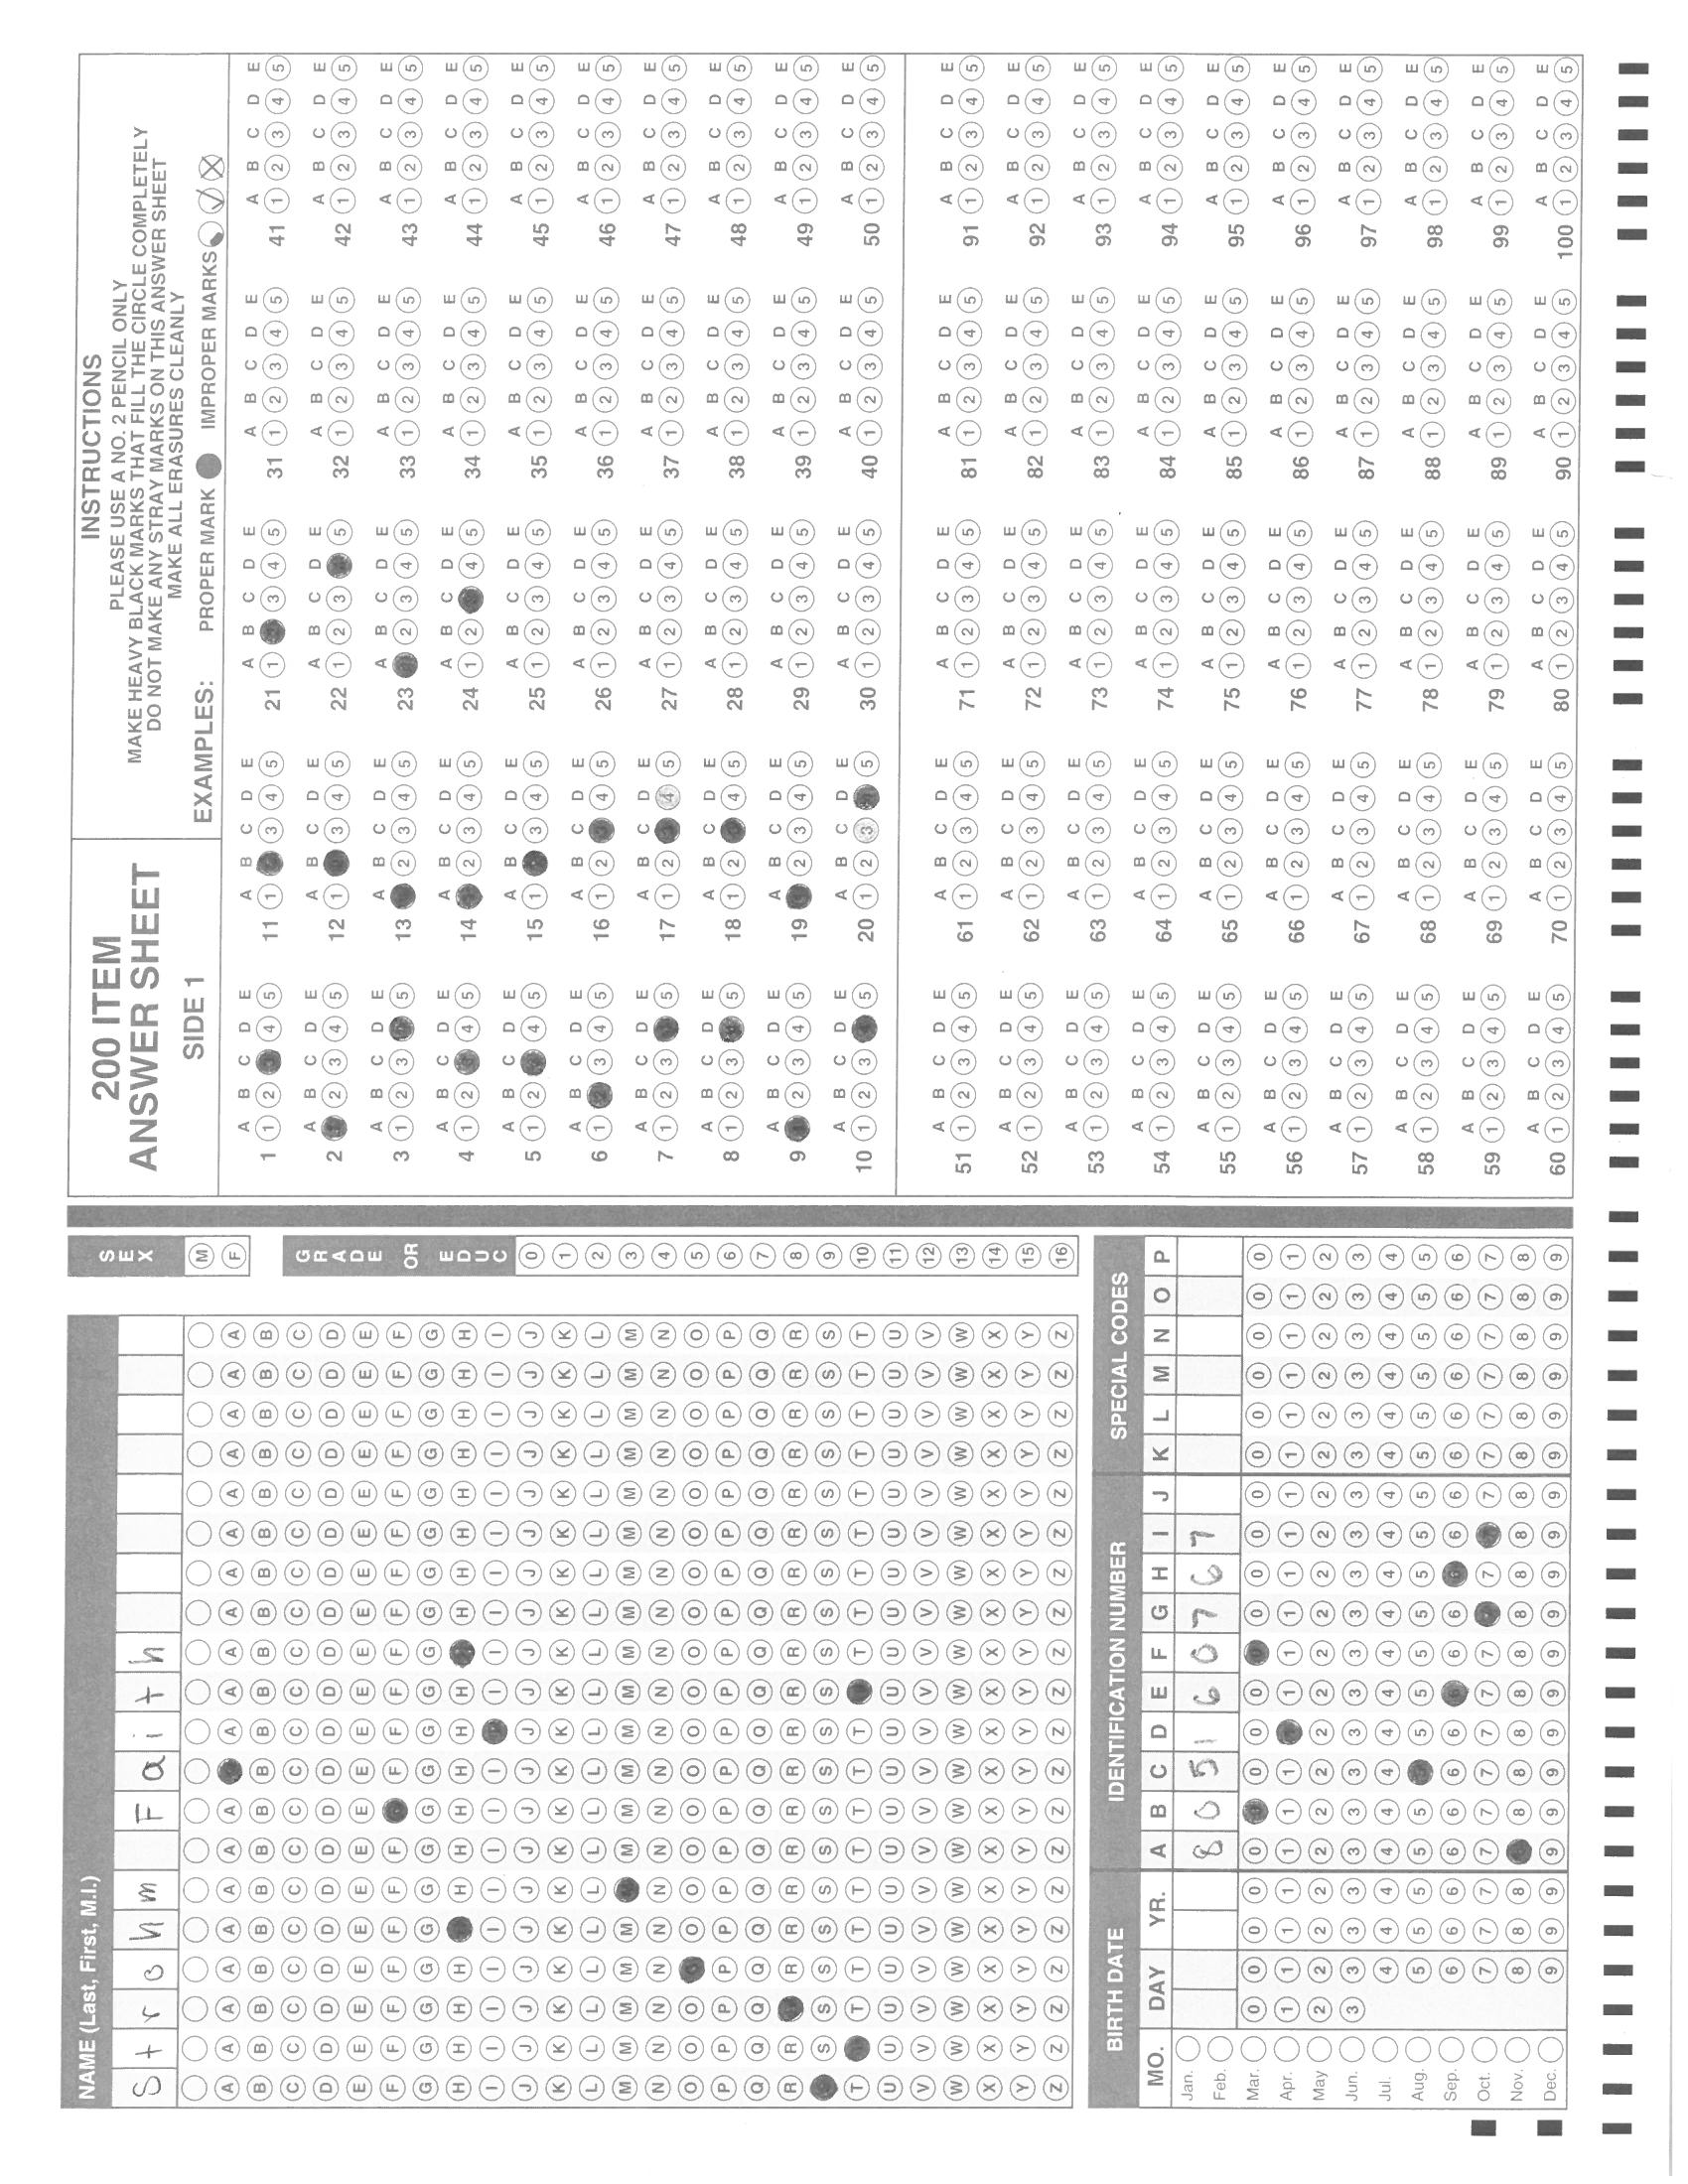 NAME (Last, First, M.I.)
Strohm Faith
SEX
M F
GRADE OR EDUC
0 1 2 3 4 5 6 7 8 9 10 11 12 13 14 15 16
BIRTH DATE
MO. DAY YR.
Jan.
Feb.
Mar.
Apr.
May
Jun.
Jul.
Aug.
Sep.
Oct.
Nov.
Dec.
IDENTIFICATION NUMBER
A B C D E F G H I J
8 0 5 1 6 0 7 6 7
SPECIAL CODES
K L M N O P
200 ITEM
ANSWER SHEET
SIDE 1
INSTRUCTIONS
PLEASE USE A NO. 2 PENCIL ONLY
MAKE HEAVY BLACK MARKS THAT FILL THE CIRCLE COMPLETELY
DO NOT MAKE ANY STRAY MARKS ON THIS ANSWER SHEET
MAKE ALL ERASURES CLEANLY
EXAMPLES: PROPER MARK IMPROPER MARKS
A B C D E A B C D E A B C D E A B C D E A B C D E
1 11 21 31 41
2 12 22 32 42
3 13 23 33 43
4 14 24 34 44
5 15 25 35 45
6 16 26 36 46
7 17 27 37 47
8 18 28 38 48
9 19 29 39 49
10 20 30 40 50
51 61 71 81 91
52 62 72 82 92
53 63 73 83 93
54 64 74 84 94
55 65 75 85 95
56 66 76 86 96
57 67 77 87 97
58 68 78 88 98
59 69 79 89 99
60 70 80 90 100